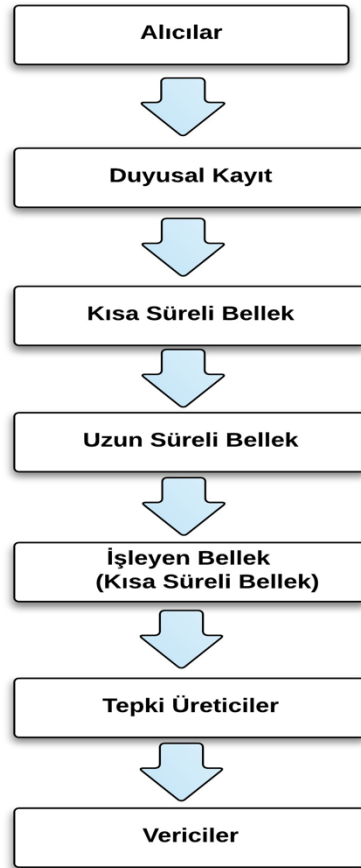 Alıcılar
Duyusal Kayıt
Kısa Süreli Bellek
Uzun Süreli Bellek
İşleyen Bellek
(Kısa Süreli Bellek)
Tepki Üreticiler
Vericiler